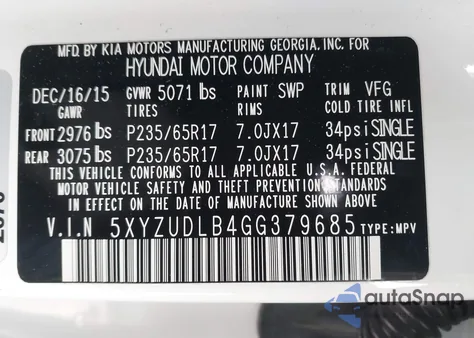 MFD. BY KIA MOTORS MANUFACTURING GEORGIA, INC. FOR
HYUNDAI MOTOR COMPANY
DEC/16/15 GVWR 5071 lbs PAINT SWP TRIM VFG
GAWR TIRES RIMS COLD TIRE INFL
FRONT 2976 lbs P235/65R17 7.0JX17 34psi SINGLE
REAR 3075 lbs P235/65R17 7.0JX17 34psi SINGLE
THIS VEHICLE CONFORMS TO ALL APPLICABLE U.S.A. FEDERAL
MOTOR VEHICLE SAFETY, BUMPER, AND THEFT PREVENTION
STANDARDS IN EFFECT ON THE DATE OF MANUFACTURE SHOWN ABOVE.
V.I.N 5XYZUDLB4GG379685 TYPE:MPV
autoSnap